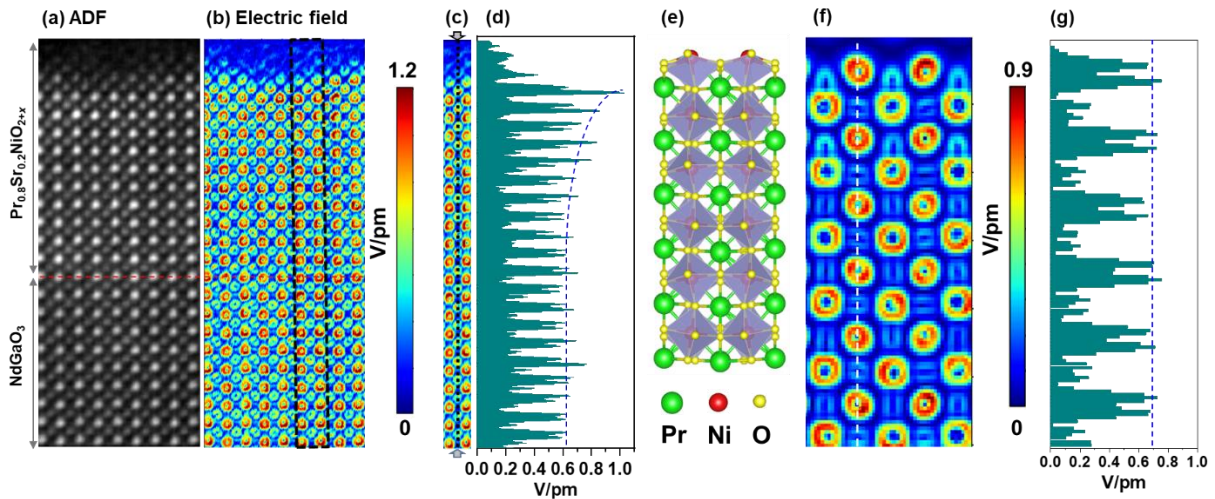 (a) ADF
(b) Electric field
(c)
(d)
(e)
(f)
(g)
Pr0.8Sr0.2NiO2+x
NdGaO3
1.2
V/pm
0
0.0 0.2 0.4 0.6 0.8 1.0
V/pm
Pr Ni O
0.9
V/pm
0
0.0 0.2 0.4 0.6 0.8 1.0
V/pm